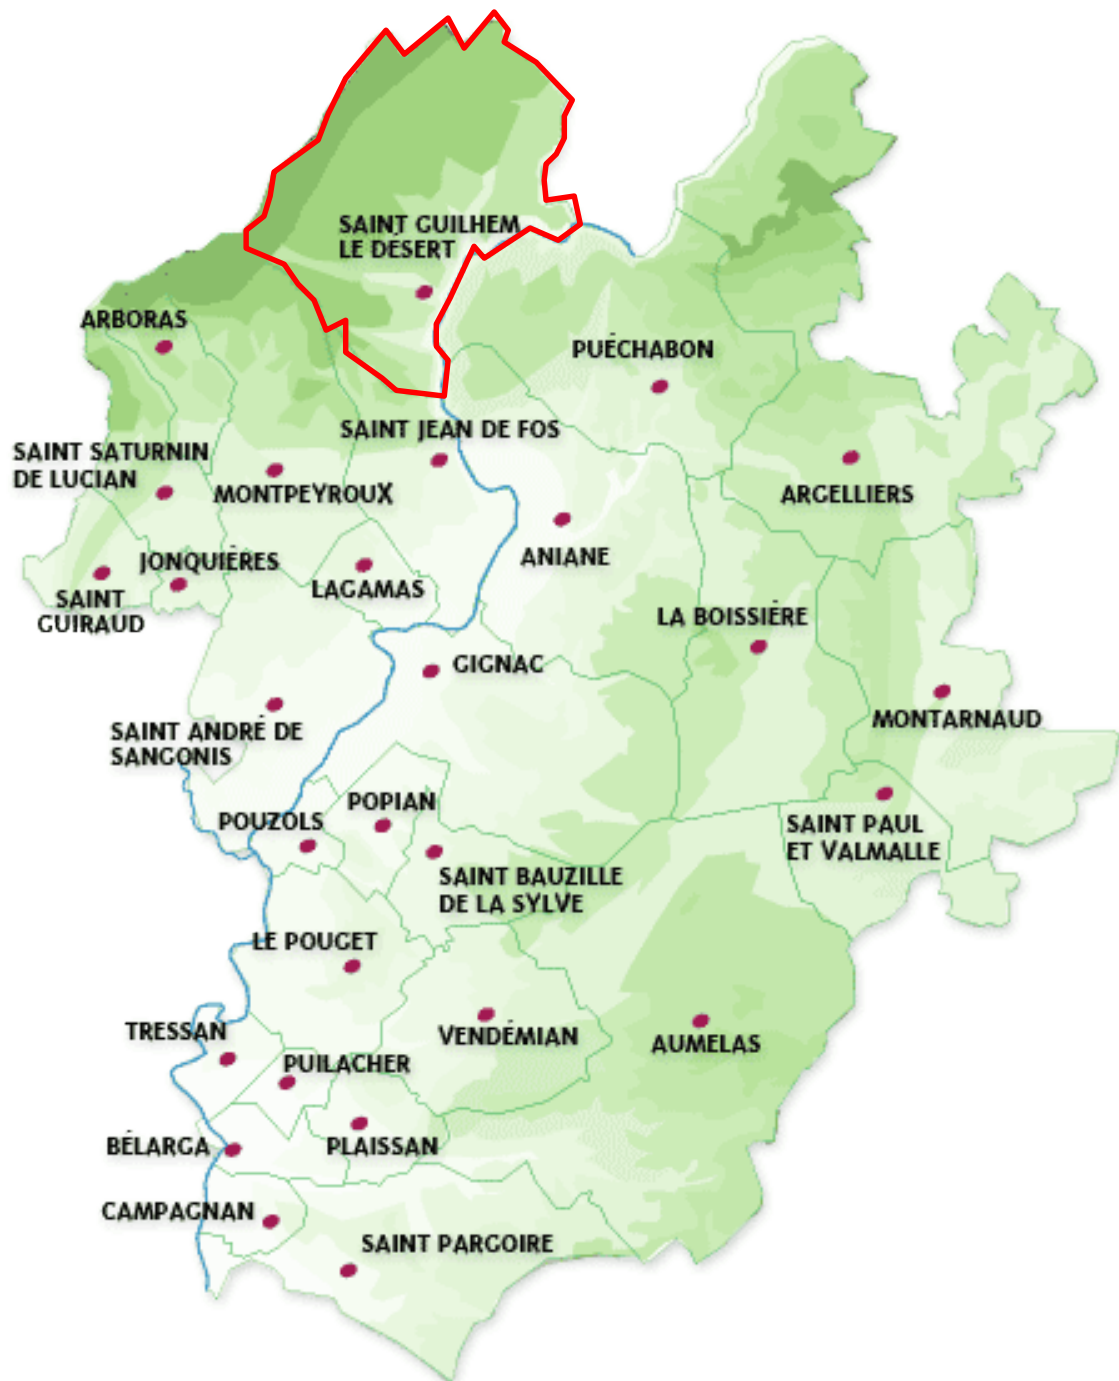 SAINT GUILHEM
LE DÉSERT
ARBORAS
PUÉCHABON
SAINT JEAN DE FOS
SAINT SATURNIN
DE LUCIAN
MONTPEYROUX
ARGELLIERS
ANIANE
JONQUIÈRES
LAGAMAS
SAINT
GUIRAUD
LA BOISSIÈRE
GIGNAC
MONTARNAUD
SAINT ANDRÉ DE
SANGONIS
POPIAN
POUZOLS
SAINT PAUL
ET VALMALLE
SAINT BAUZILLE
DE LA SYLVE
LE POUGET
TRESSAN
VENDÉMIAN
AUMELAS
PUILACHER
BÉLARGA
PLAISSAN
CAMPAGNAN
SAINT PARGOIRE